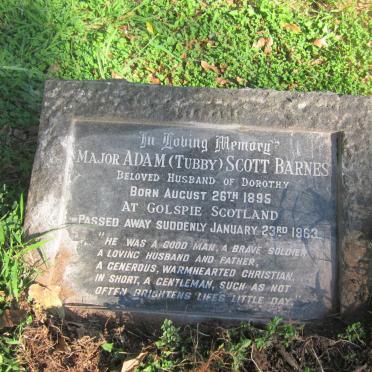 In Loving Memory
MAJOR ADAM (TUBBY) SCOTT BARNES
BELOVED HUSBAND OF DOROTHY
BORN AUGUST 26TH 1895
AT GOLSPIE SCOTLAND
PASSED AWAY SUDDENLY JANUARY 23RD 1963.
"HE WAS A GOOD MAN, A BRAVE SOLDIER
A LOVING HUSBAND AND FATHER,
A GENEROUS, WARMHEARTED CHRISTIAN,
IN SHORT, A GENTLEMAN, SUCH AS NOT
OFTEN BRIGHTENS LIFE'S LITTLE DAY."